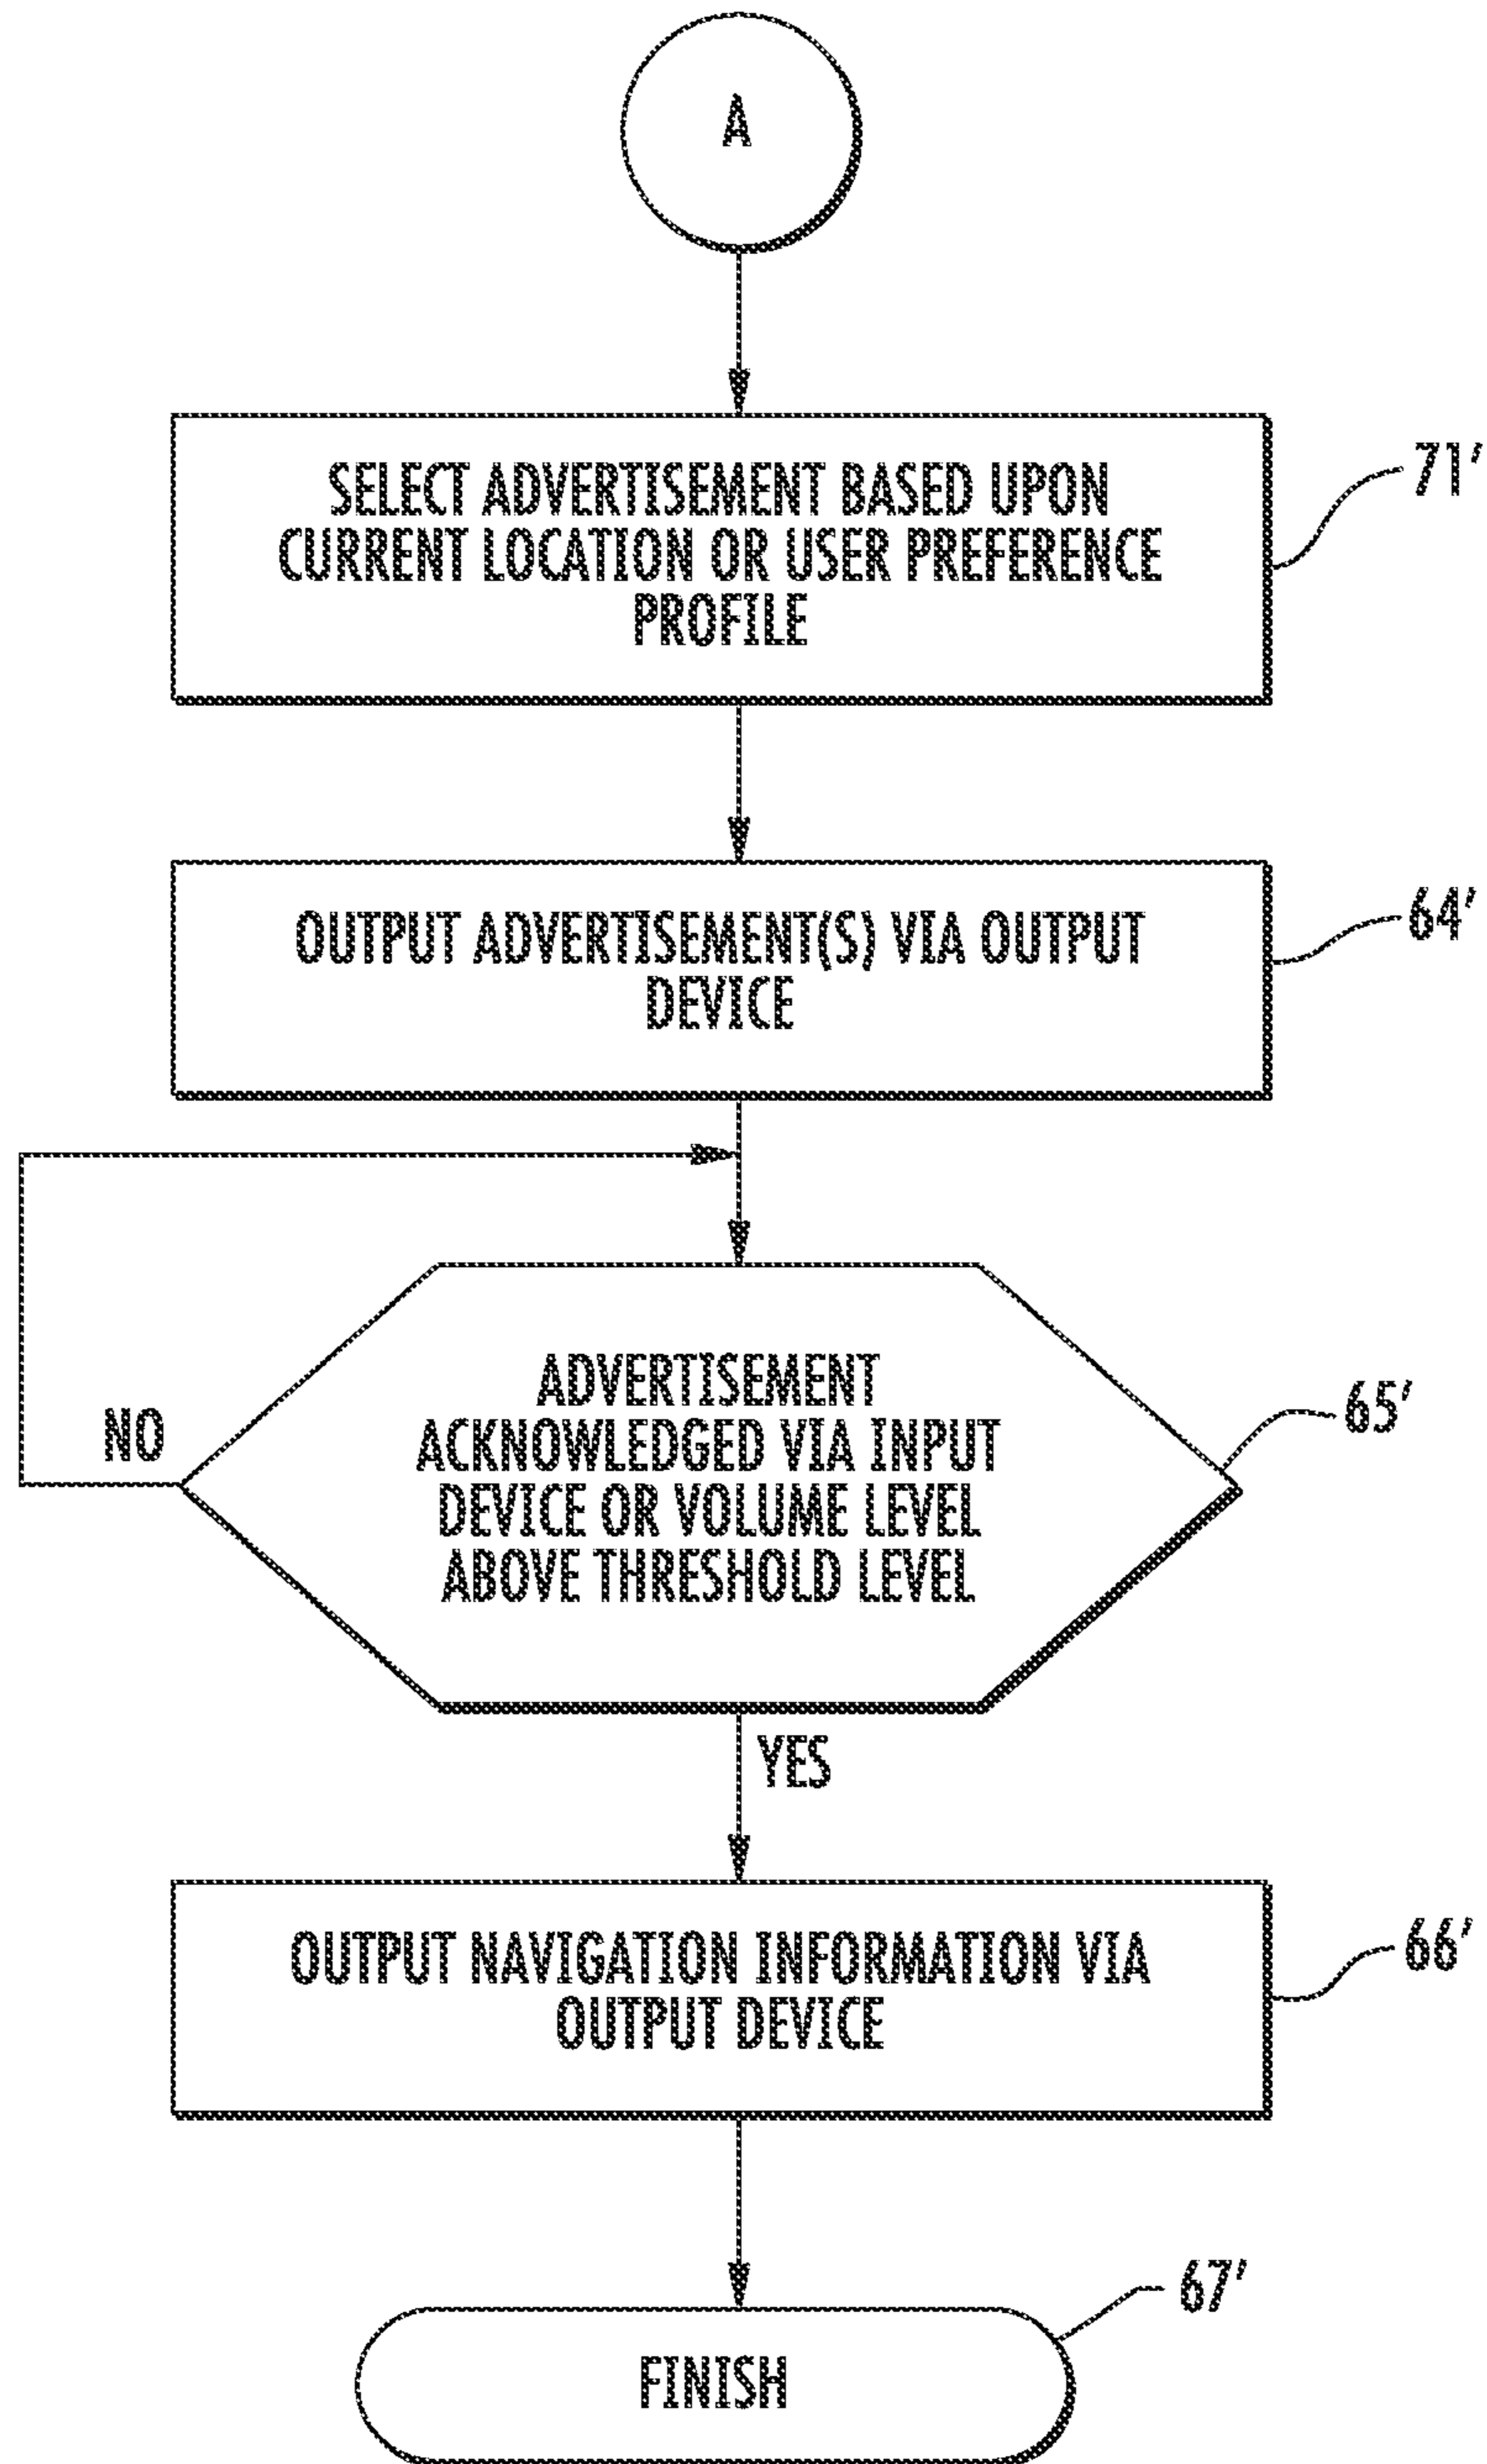 A
SELECT ADVERTISEMENT BASED UPON
CURRENT LOCATION OR USER PREFERENCE
PROFILE
71'
OUTPUT ADVERTISEMENT(S) VIA OUTPUT
DEVICE
64'
ADVERTISEMENT
ACKNOWLEDGED VIA INPUT
DEVICE OR VOLUME LEVEL
ABOVE THRESHOLD LEVEL
65'
NO
YES
OUTPUT NAVIGATION INFORMATION VIA
OUTPUT DEVICE
66'
67'
FINISH